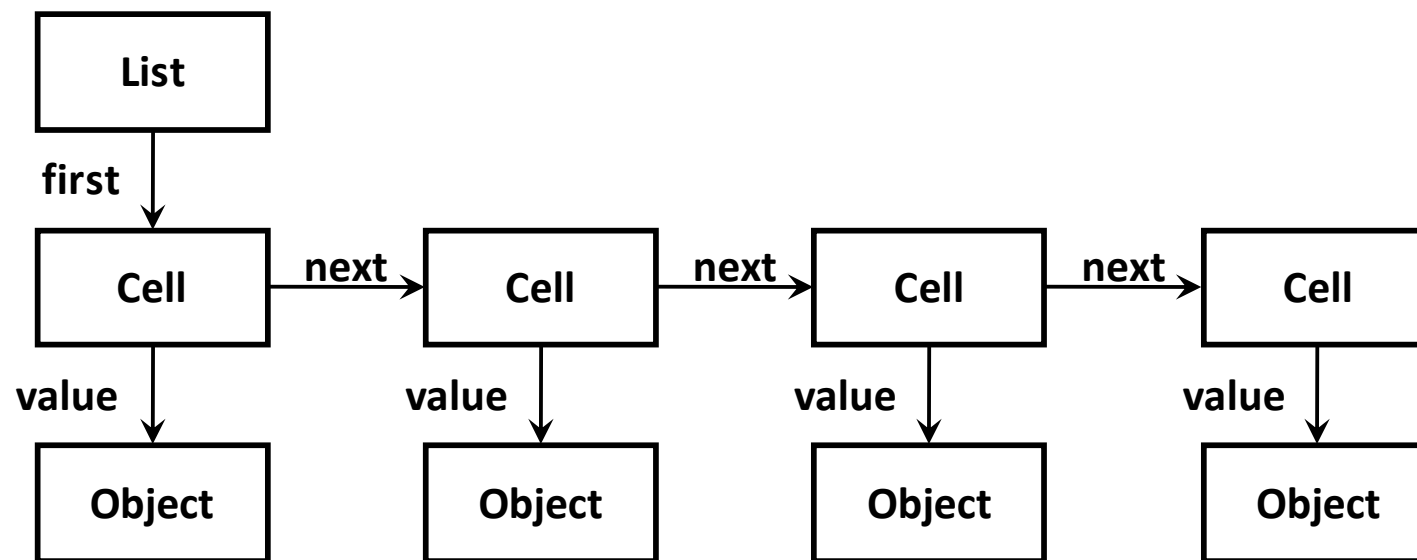 List
first
Cell next Cell next Cell next Cell
value value value value
Object Object Object Object